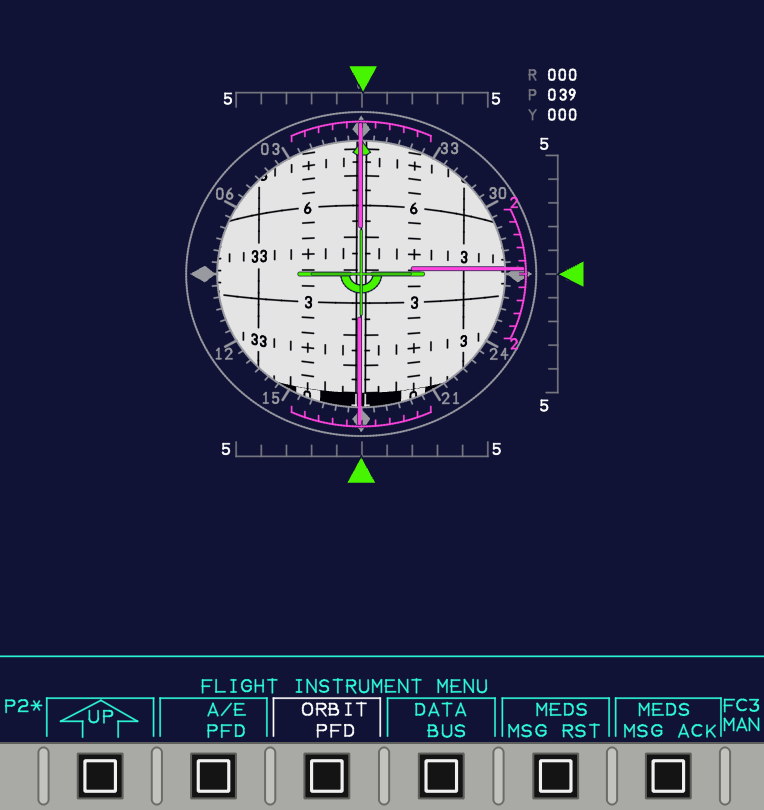 R 000
P 039
Y 000
5 5
5
03 33
06 30
2
6 6
33 3
3 3
33 3
12 24
2
15 21
5
5 5
FLIGHT INSTRUMENT MENU
P2*
UP
A/E
PFD
ORBIT
PFD
DATA
BUS
MEDS
MSG RST
MEDS
MSG ACK
FC3
MAN